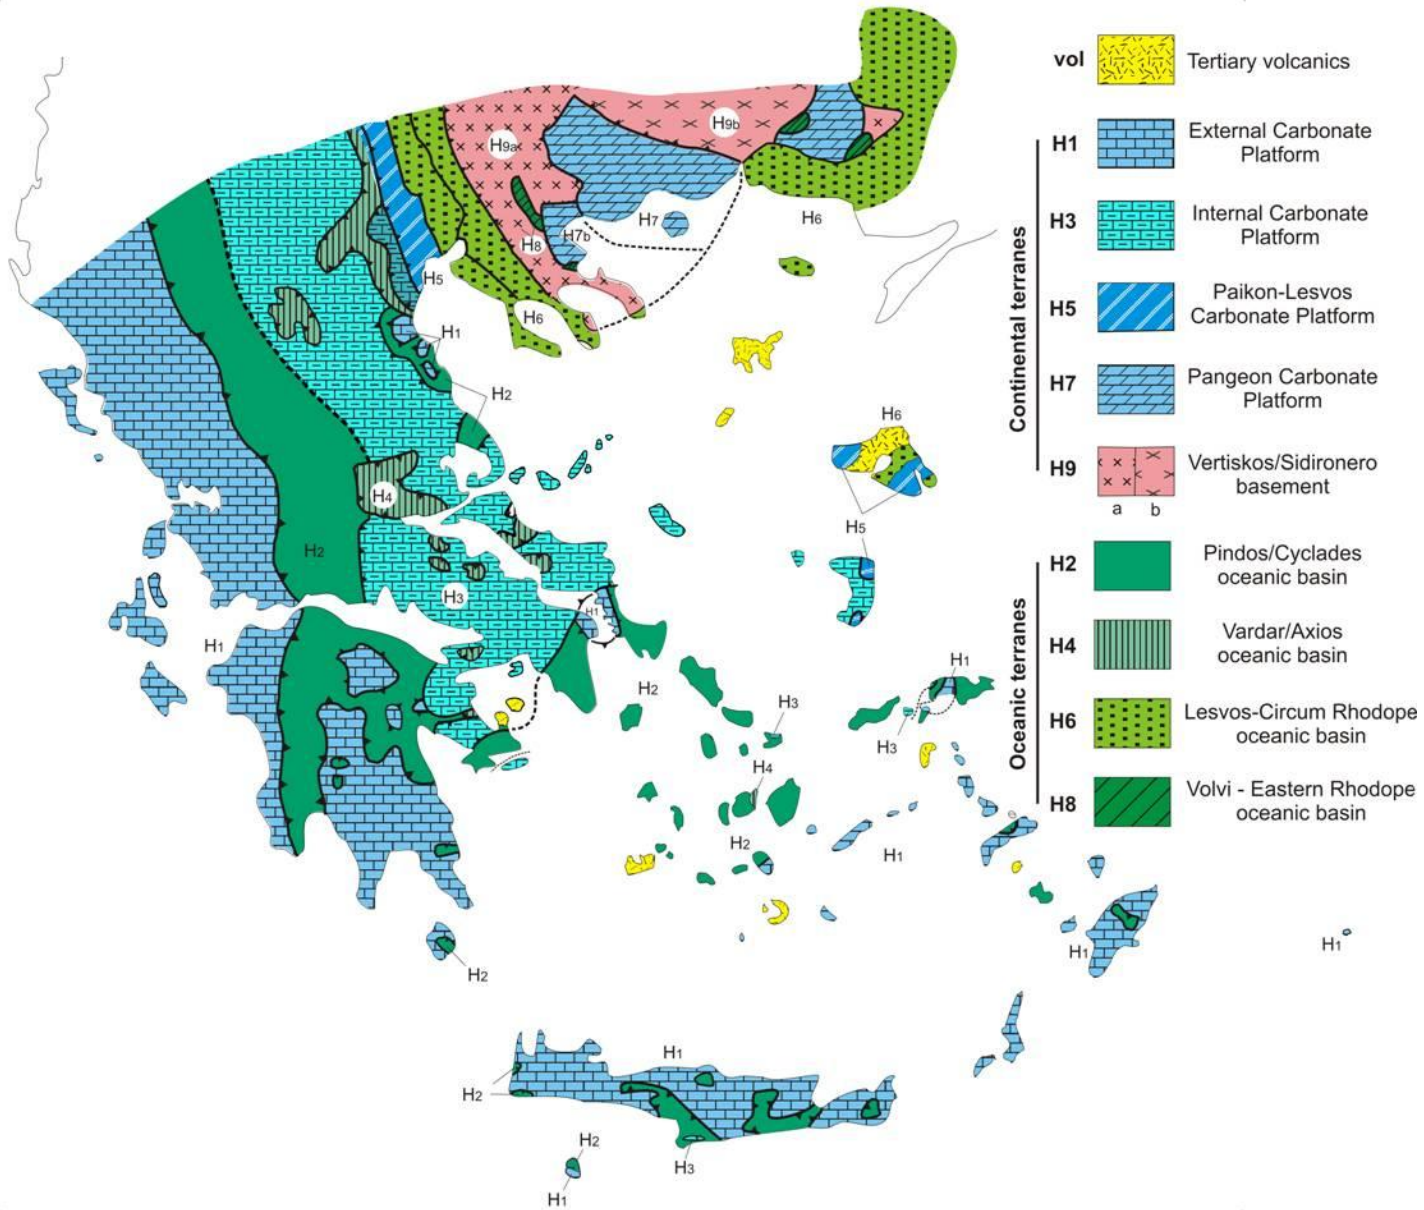 vol
Tertiary volcanics
Continental terranes
H1
External Carbonate
Platform
H3
Internal Carbonate
Platform
H5
Paikon-Lesvos
Carbonate Platform
H7
Pangeon Carbonate
Platform
H9
Vertiskos/Sidironero
basement
a
b
Oceanic terranes
H2
Pindos/Cyclades
oceanic basin
H4
Vardar/Axios
oceanic basin
H6
Lesvos-Circum Rhodope
oceanic basin
H8
Volvi - Eastern Rhodope
oceanic basin
H9b
H9a
H7
H6
H7b
H8
H5
H6
H1
H2
H6
H4
H5
H2
H3
H1
H1
H1
H2
H3
H3
H4
H2
H1
H1
H1
H2
H1
H2
H2
H3
H1